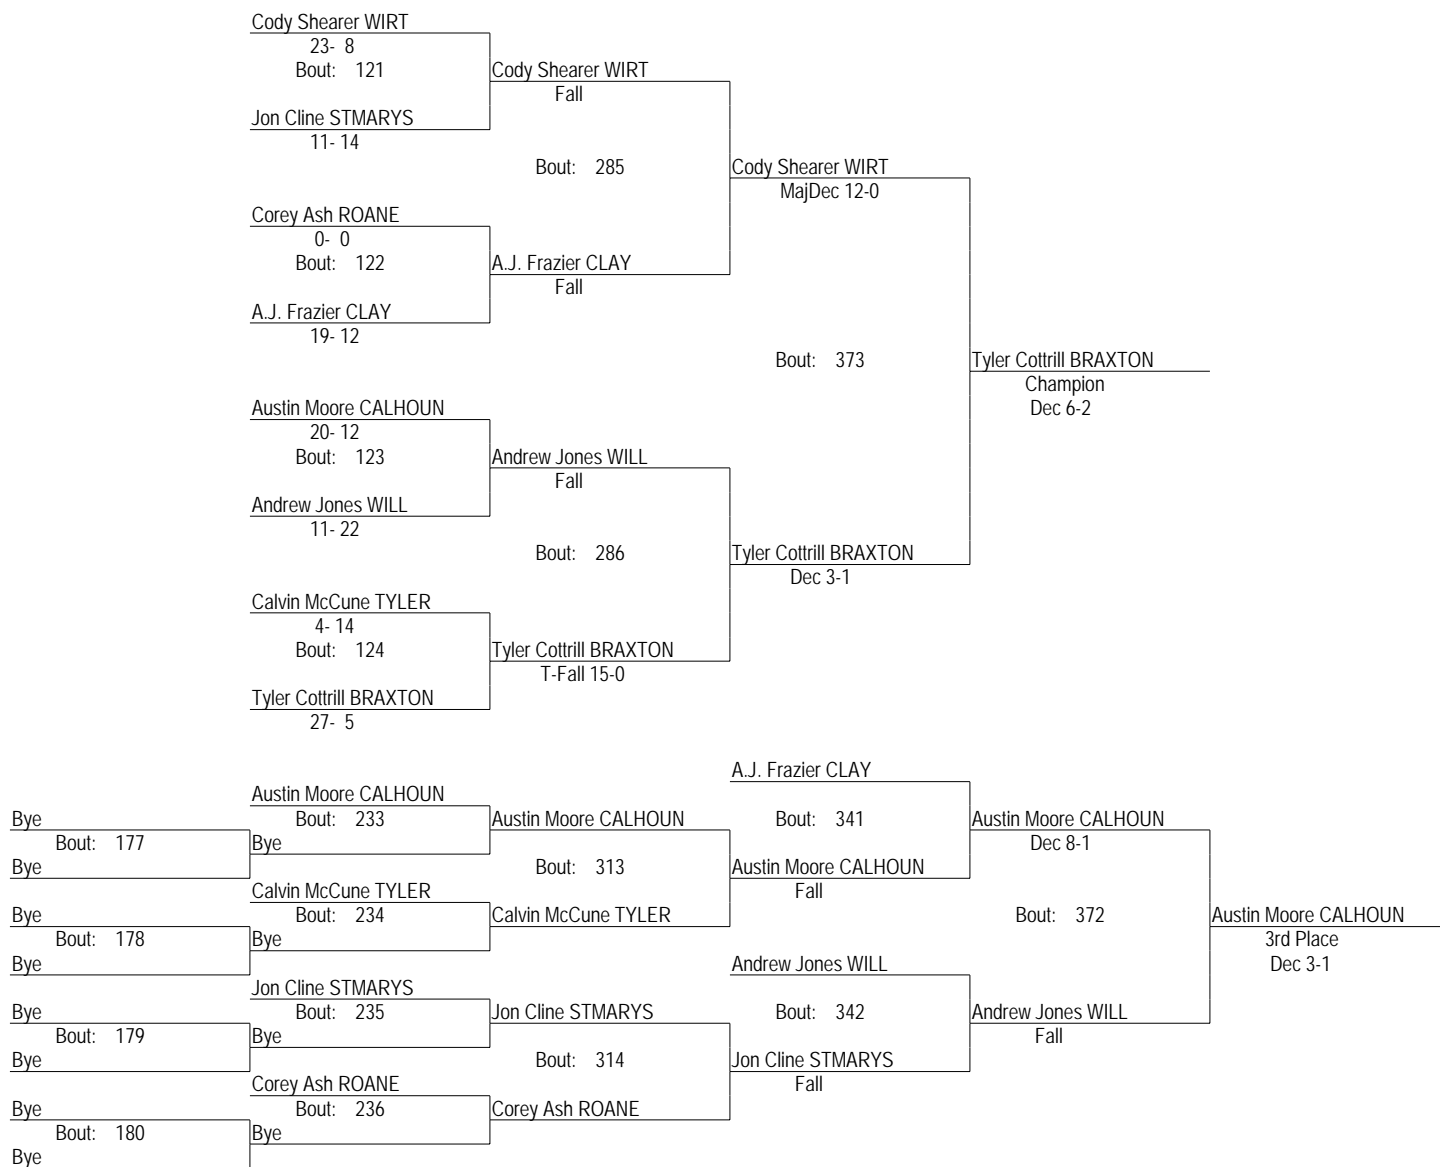 Cody Shearer WIRT
23- 8
Bout: 121
Cody Shearer WIRT
Fall
Jon Cline STMARYS
11- 14
Bout: 285
Cody Shearer WIRT
MajDec 12-0
Corey Ash ROANE
0- 0
Bout: 122
A.J. Frazier CLAY
Fall
A.J. Frazier CLAY
19- 12
Bout: 373
Tyler Cottrill BRAXTON
Champion
Dec 6-2
Austin Moore CALHOUN
20- 12
Bout: 123
Andrew Jones WILL
Fall
Andrew Jones WILL
11- 22
Bout: 286
Tyler Cottrill BRAXTON
Dec 3-1
Calvin McCune TYLER
4- 14
Bout: 124
Tyler Cottrill BRAXTON
T-Fall 15-0
Tyler Cottrill BRAXTON
27- 5
A.J. Frazier CLAY
Austin Moore CALHOUN
Bye
Bout: 233
Austin Moore CALHOUN
Bout: 341
Austin Moore CALHOUN
Bout: 177
Bye
Dec 8-1
Bye
Bout: 313
Austin Moore CALHOUN
Calvin McCune TYLER
Fall
Bye
Bout: 234
Calvin McCune TYLER
Bout: 372
Austin Moore CALHOUN
Bout: 178
Bye
3rd Place
Bye
Andrew Jones WILL
Dec 3-1
Jon Cline STMARYS
Bye
Bout: 235
Jon Cline STMARYS
Bout: 342
Andrew Jones WILL
Bout: 179
Bye
Fall
Bye
Bout: 314
Jon Cline STMARYS
Corey Ash ROANE
Fall
Bye
Bout: 236
Corey Ash ROANE
Bout: 180
Bye
Bye